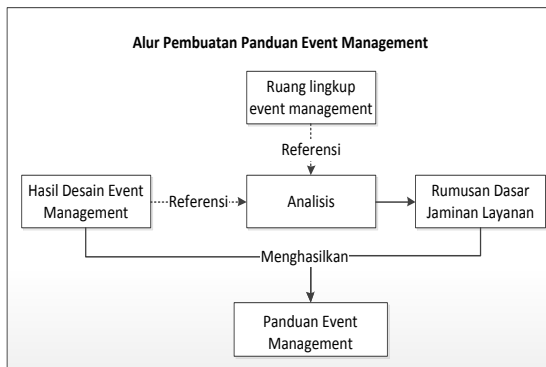 Alur Pembuatan Panduan Event Management
Ruang lingkup
event management
Referensi
Hasil Desain Event
Management
Referensi
Analisis
Rumusan Dasar
Jaminan Layanan
Menghasilkan
Panduan Event
Management